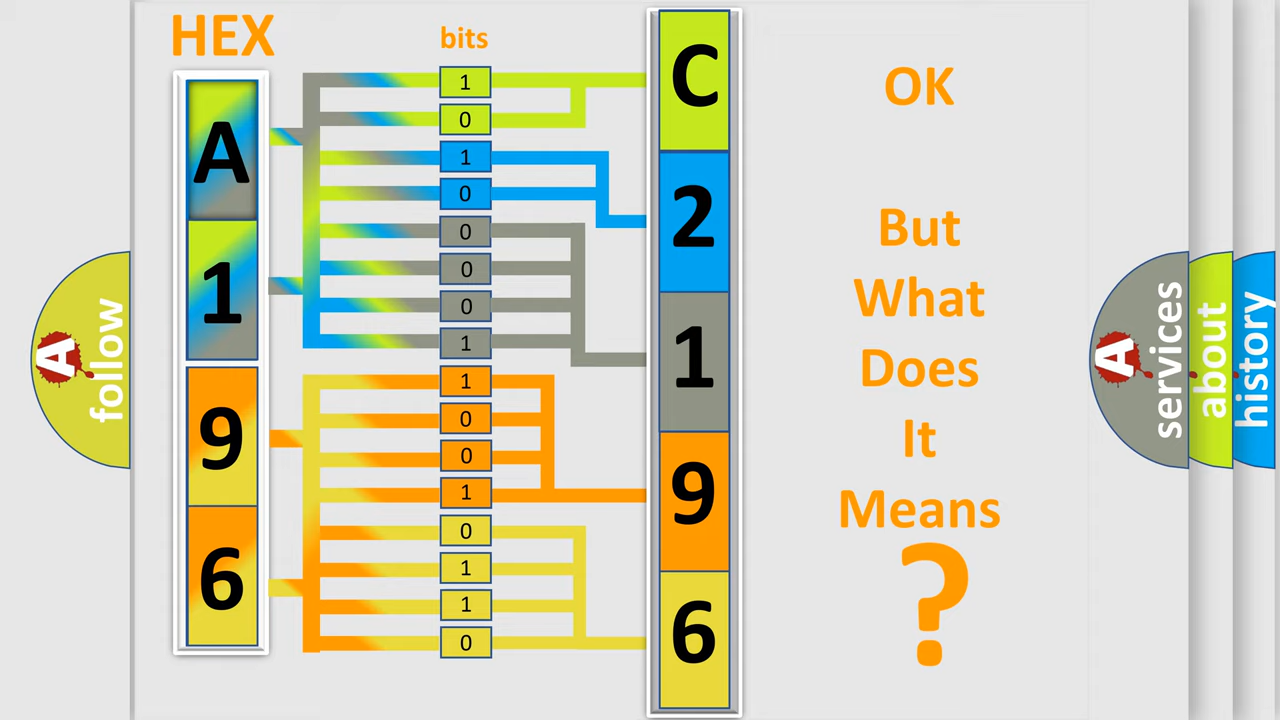 HEX
bits
A
1
9
6
1
0
1
0
0
0
0
1
1
0
0
1
0
1
1
0
C
2
1
9
6
OK
But
What
Does
It
Means
?
A
follow
A
services
about
history